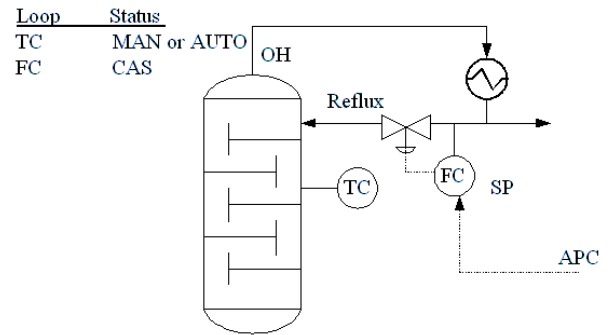 Loop Status
TC MAN or AUTO
FC CAS
OH
Reflux
TC
FC
SP
APC